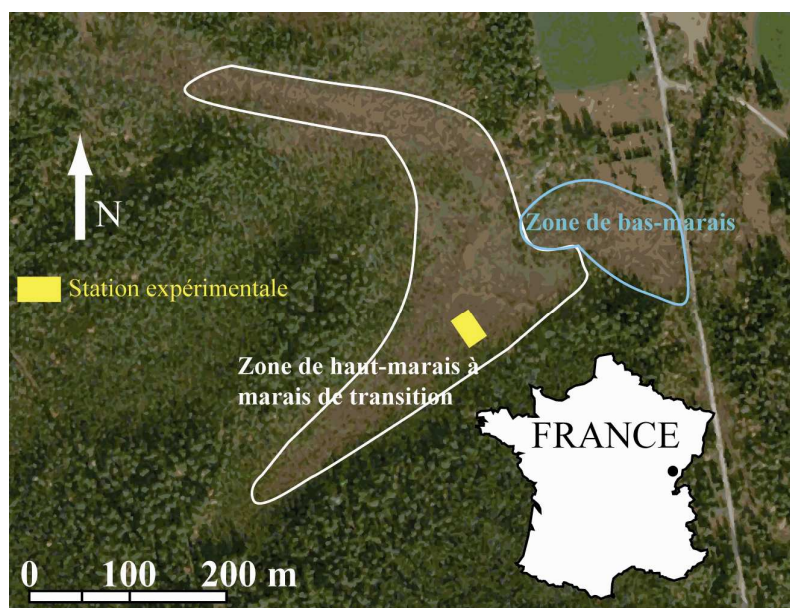 N
Zone de bas-marais
Station expérimentale
Zone de haut-marais à
marais de transition
FRANCE
0 100 200 m